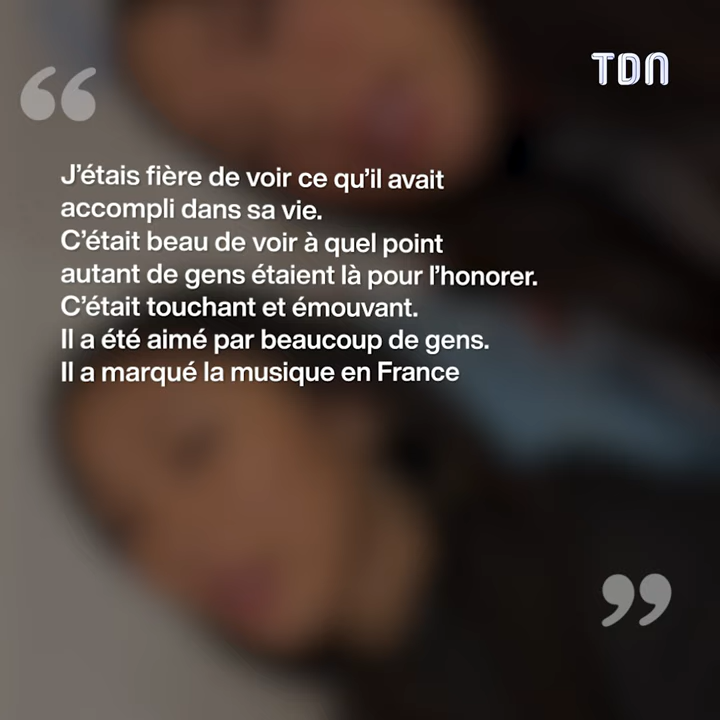 TDN
“
J’étais fière de voir ce qu’il avait
accompli dans sa vie.
C’était beau de voir à quel point
autant de gens étaient là pour l’honorer.
C’était touchant et émouvant.
Il a été aimé par beaucoup de gens.
Il a marqué la musique en France
”